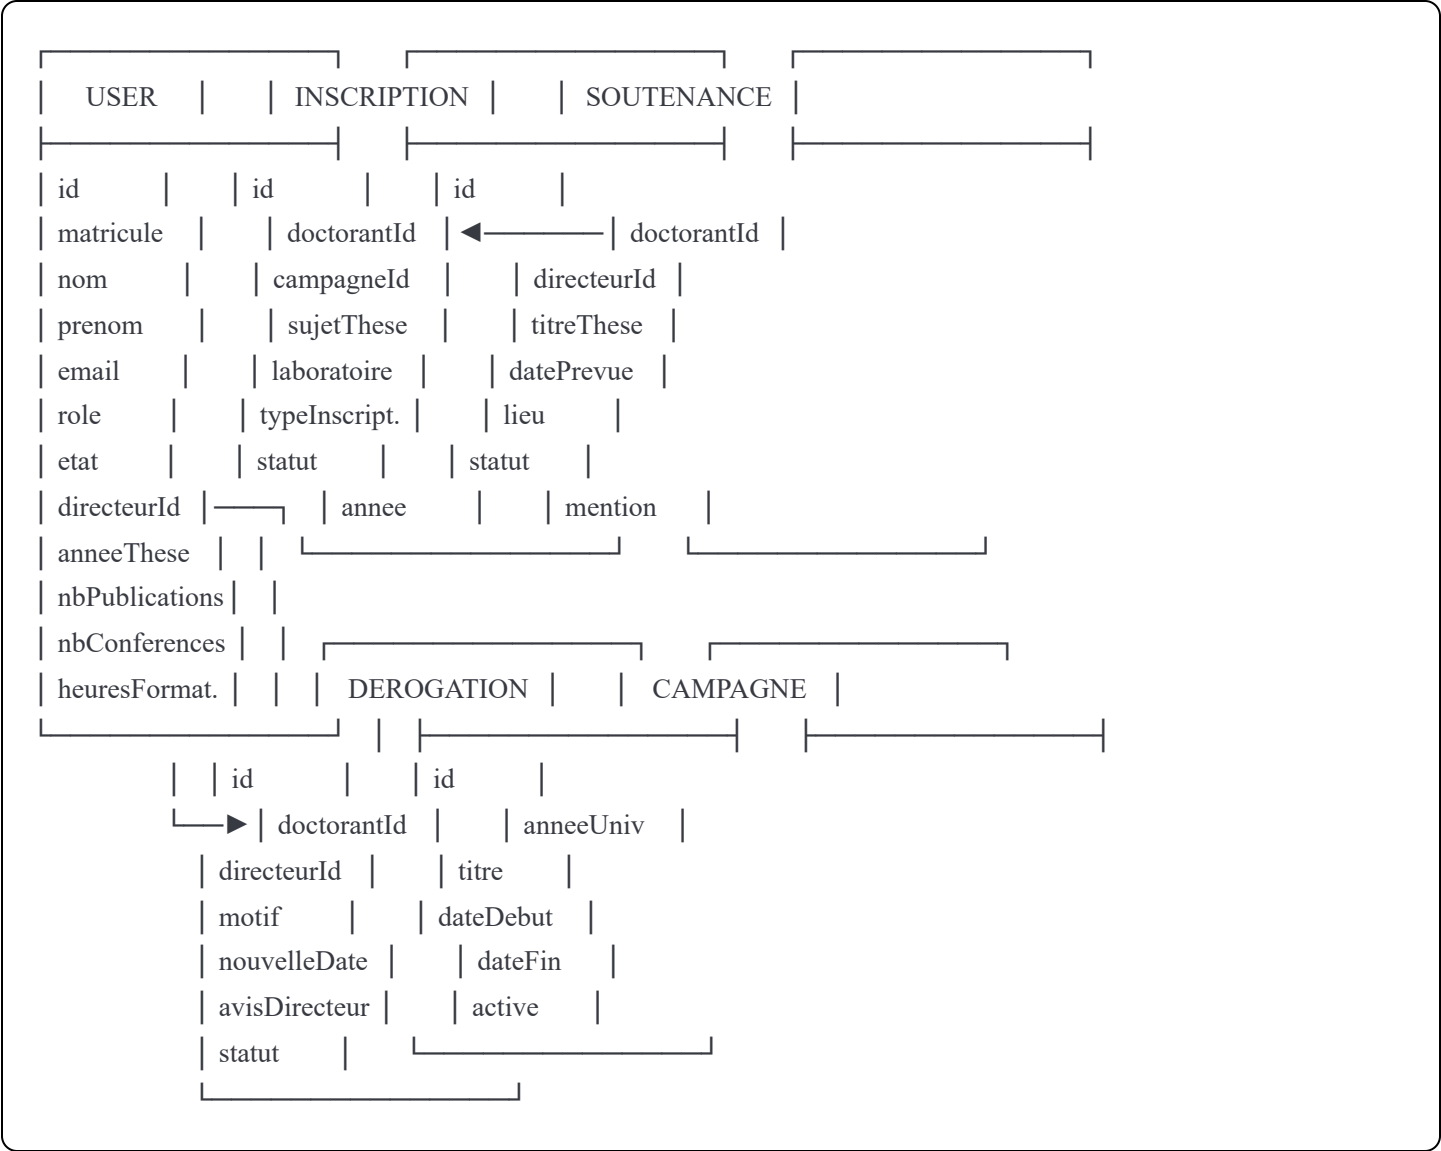 USER INSCRIPTION SOUTENANCE
id id id
matricule doctorantId doctorantId
nom campagneId directeurId
prenom sujetThese titreThese
email laboratoire datePrevue
role typeInscript. lieu
etat statut statut
directeurId annee mention
anneeThese
nbPublications
nbConferences
heuresFormat. DEROGATION CAMPAGNE
id id
doctorantId anneeUniv
directeurId titre
motif dateDebut
nouvelleDate dateFin
avisDirecteur active
statut